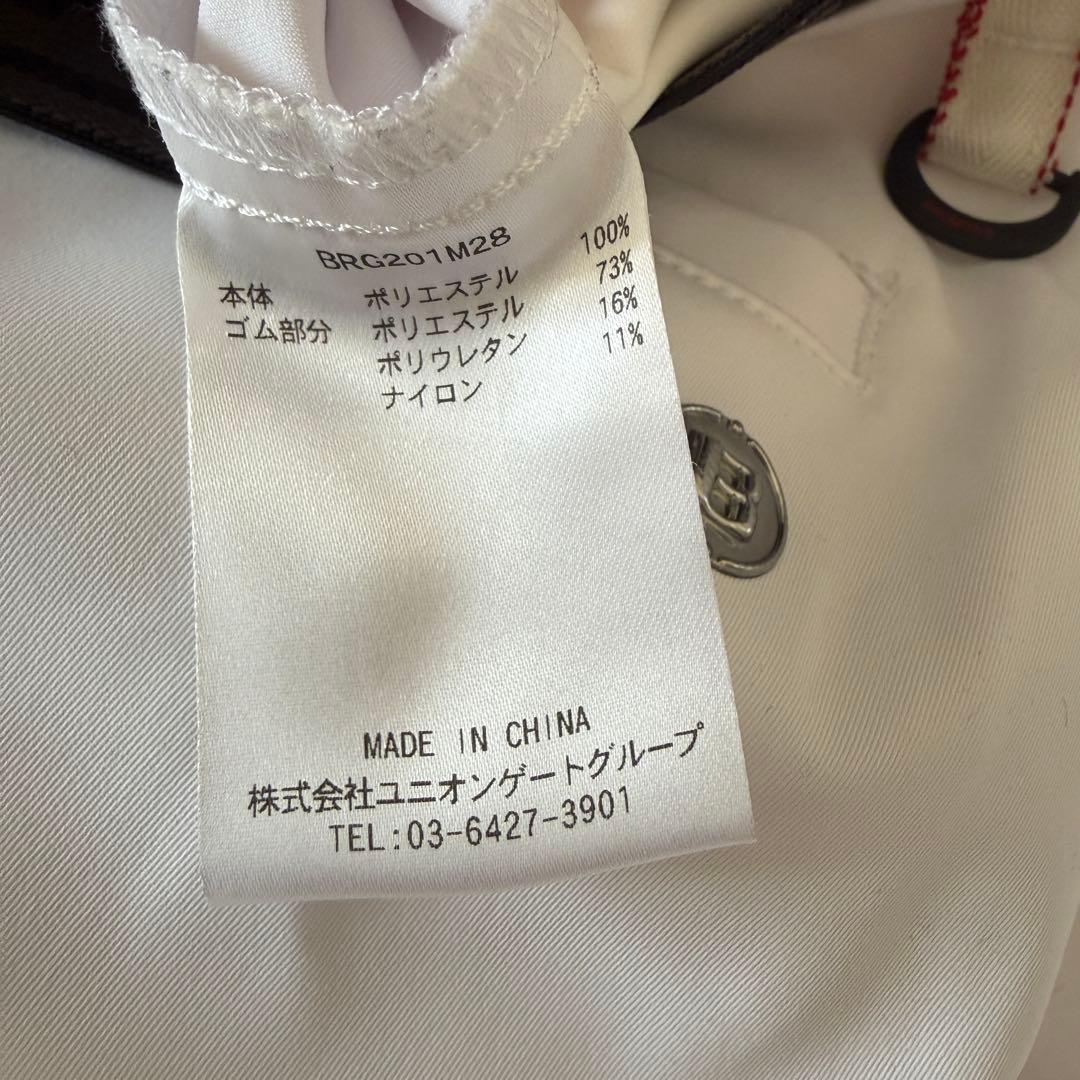 BRG201M28
本体 ポリエステル 100%
ゴム部分 ポリエステル 73%
ポリウレタン 16%
ナイロン 11%
MADE IN CHINA
株式会社ユニオンゲートグループ
TEL:03-6427-3901